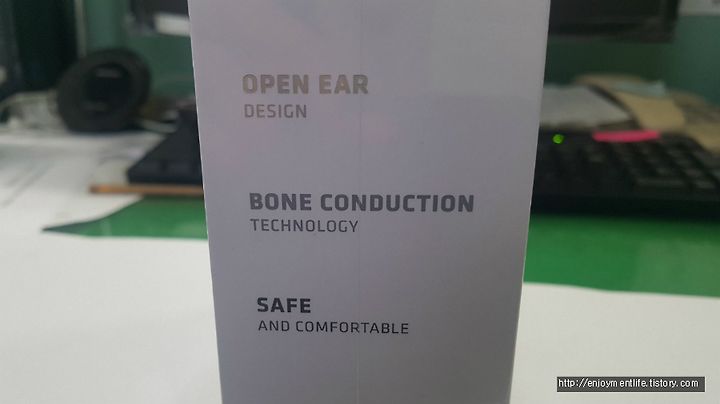 OPEN EAR
DESIGN
BONE CONDUCTION
TECHNOLOGY
SAFE
AND COMFORTABLE
http://enjoymentlife.tistory.com